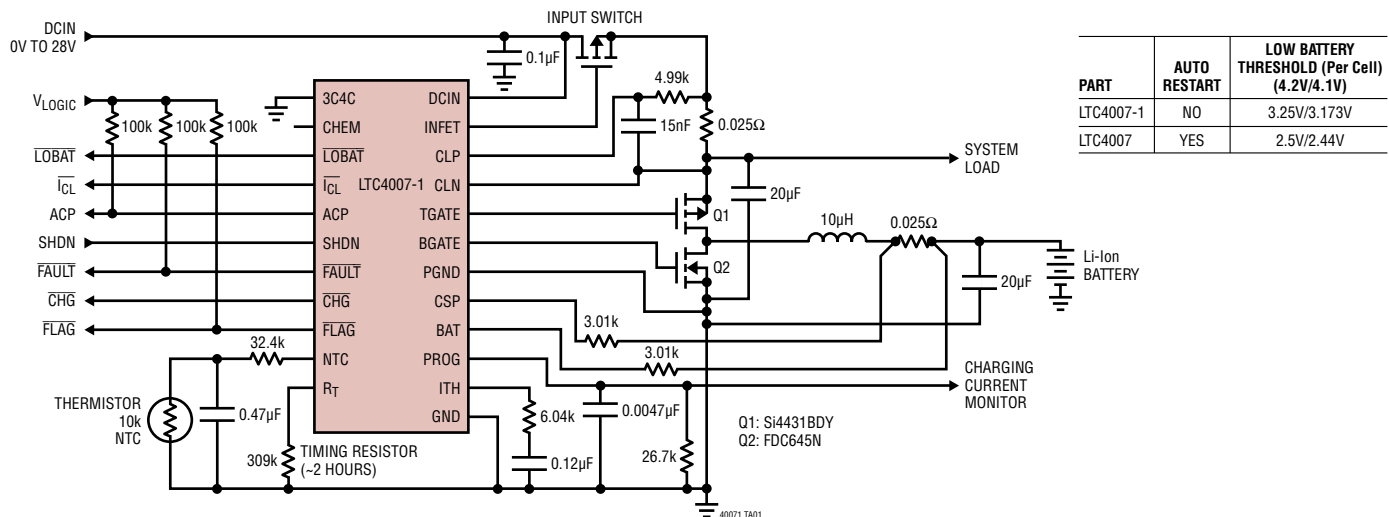 INPUT SWITCH
DCIN
0V TO 28V
0.1µF
4.99k
15nF
0.025Ω
VLOGIC
100k
100k
100k
LOBAT
ICL
ACP
SHDN
FAULT
CHG
FLAG
3C4C
CHEM
LOBAT
ICL
ACP
SHDN
FAULT
CHG
FLAG
NTC
RT
LTC4007-1
DCIN
INFET
CLP
CLN
TGATE
BGATE
PGND
CSP
BAT
PROG
ITH
GND
SYSTEM
LOAD
20µF
Q1
Q2
10µH
0.025Ω
20µF
Li-Ion
BATTERY
3.01k
3.01k
32.4k
THERMISTOR
10k
NTC
0.47µF
309k
TIMING RESISTOR
(~2 HOURS)
6.04k
0.12µF
0.0047µF
26.7k
CHARGING
CURRENT
MONITOR
Q1: Si4431BDY
Q2: FDC645N
40071 TA01
PART
AUTO
RESTART
LOW BATTERY
THRESHOLD (Per Cell)
(4.2V/4.1V)
LTC4007-1 NO 3.25V/3.173V
LTC4007 YES 2.5V/2.44V